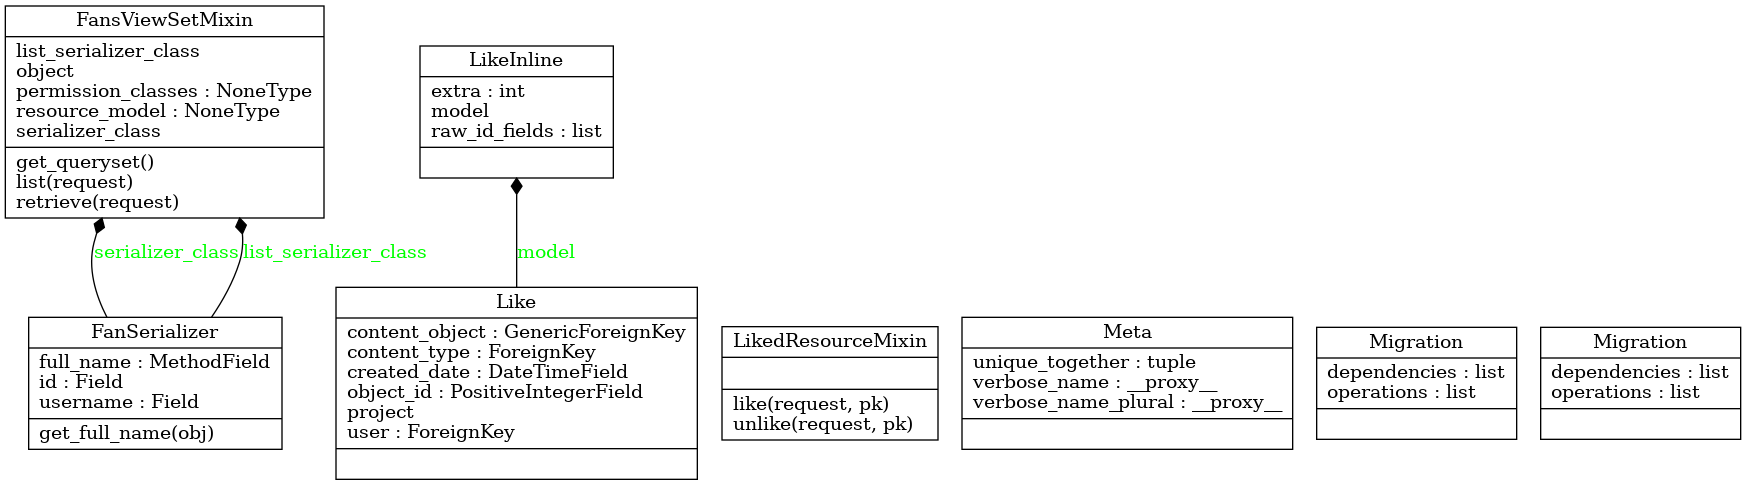 FansViewSetMixin
list_serializer_class
object
permission_classes : NoneType
resource_model : NoneType
serializer_class
get_queryset()
list(request)
retrieve(request)
LikeInline
extra : int
model
raw_id_fields : list
serializer_class
list_serializer_class
model
FanSerializer
full_name : MethodField
id : Field
username : Field
get_full_name(obj)
Like
content_object : GenericForeignKey
content_type : ForeignKey
created_date : DateTimeField
object_id : PositiveIntegerField
project
user : ForeignKey
LikedResourceMixin
like(request, pk)
unlike(request, pk)
Meta
unique_together : tuple
verbose_name : __proxy__
verbose_name_plural : __proxy__
Migration
dependencies : list
operations : list
Migration
dependencies : list
operations : list